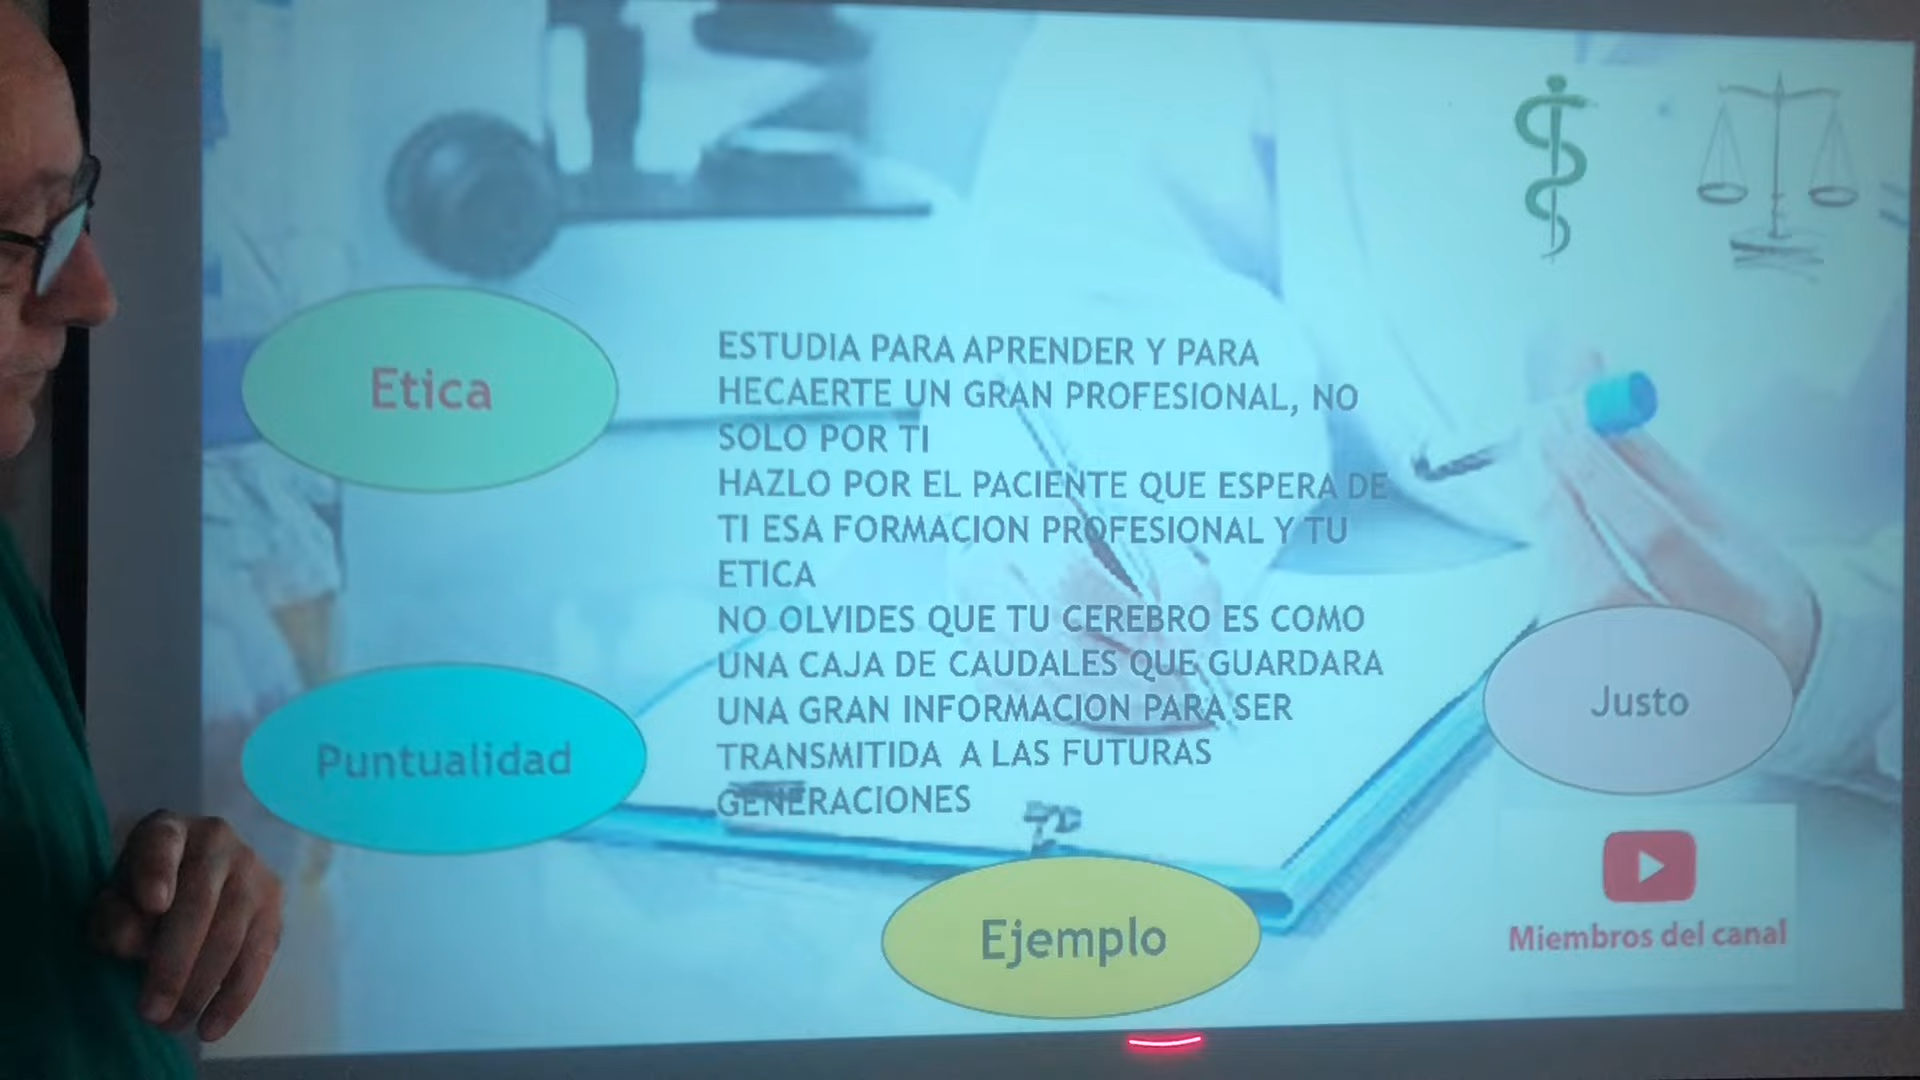 Etica
ESTUDIA PARA APRENDER Y PARA
HECAERTE UN GRAN PROFESIONAL, NO
SOLO POR TI
HAZLO POR EL PACIENTE QUE ESPERA DE
TI ESA FORMACION PROFESIONAL Y TU
ETICA
NO OLVIDES QUE TU CEREBRO ES COMO
UNA CAJA DE CAUDALES QUE GUARDARA
UNA GRAN INFORMACION PARA SER
TRANSMITIDA A LAS FUTURAS
GENERACIONES
Puntualidad
Justo
Ejemplo
Miembros del canal